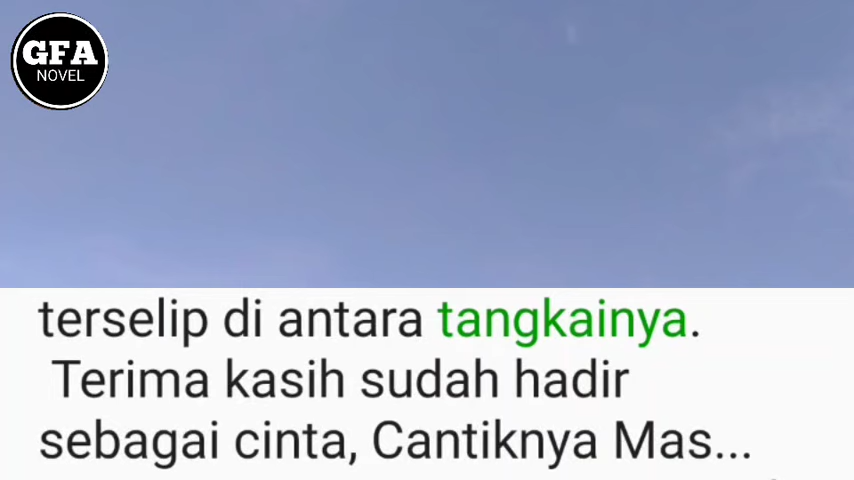 GFA
NOVEL
terselip di antara tangkainya.
Terima kasih sudah hadir
sebagai cinta, Cantiknya Mas...